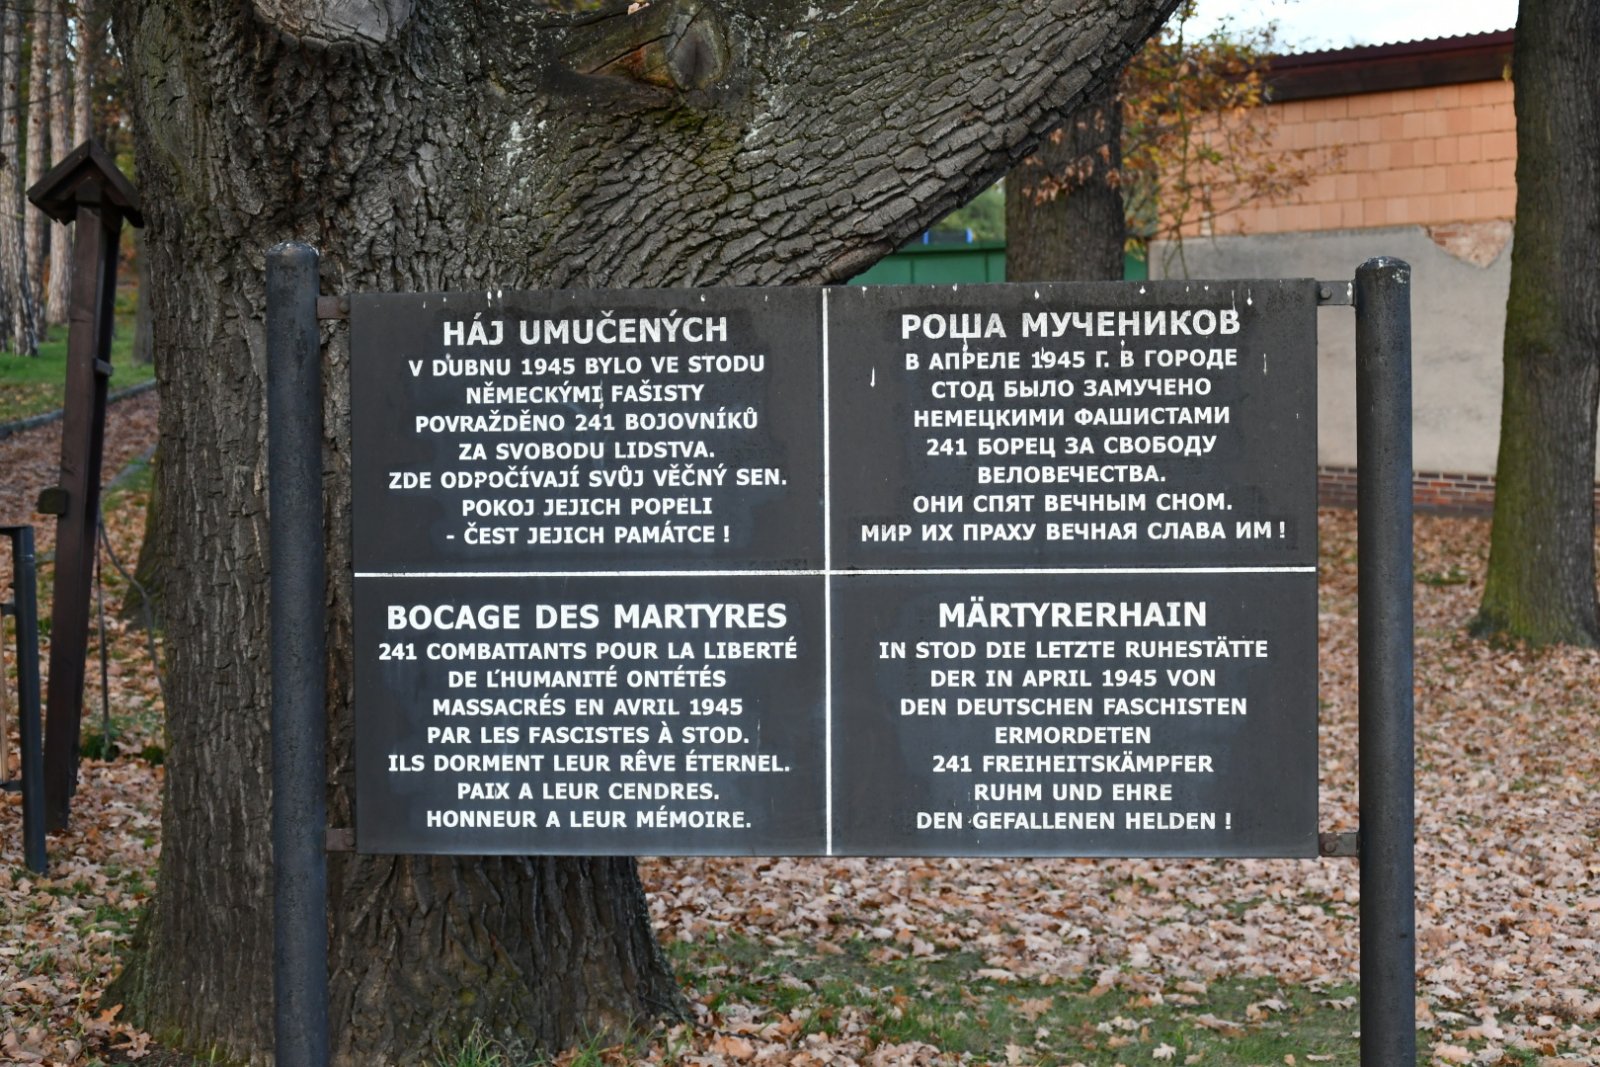 HÁJ UMUČENÝCH
V DUBNU 1945 BYLO VE STODU
NĚMECKÝMI FAŠISTY
POVRAŽDĚNO 241 BOJOVNÍKŮ
ZA SVOBODU LIDSTVA.
ZDE ODPOČÍVAJÍ SVŮJ VĚČNÝ SEN.
POKOJ JEJICH POPELI
- ČEST JEJICH PAMÁTCE !
РОЩА МУЧЕНИКОВ
В АПРЕЛЕ 1945 Г. В ГОРОДЕ
СТОД БЫЛО ЗАМУЧЕНО
НЕМЕЦКИМИ ФАШИСТАМИ
241 БОРЕЦ ЗА СВОБОДУ
ВЕЛОВЕЧЕСТВА.
ОНИ СПЯТ ВЕЧНЫМ СНОМ.
МИР ИХ ПРАХУ ВЕЧНАЯ СЛАВА ИМ !
BOCAGE DES MARTYRES
241 COMBATTANTS POUR LA LIBERTÉ
DE ĽHUMANITÉ ONTÉTÉS
MASSACRÉS EN AVRIL 1945
PAR LES FASCISTES À STOD.
ILS DORMENT LEUR RÊVE ÉTERNEL.
PAIX A LEUR CENDRES.
HONNEUR A LEUR MÉMOIRE.
MÄRTYRERHAIN
IN STOD DIE LETZTE RUHESTÄTTE
DER IN APRIL 1945 VON
DEN DEUTSCHEN FASCHISTEN
ERMORDETEN
241 FREIHEITSKÄMPFER
RUHM UND EHRE
DEN GEFALLENEN HELDEN !